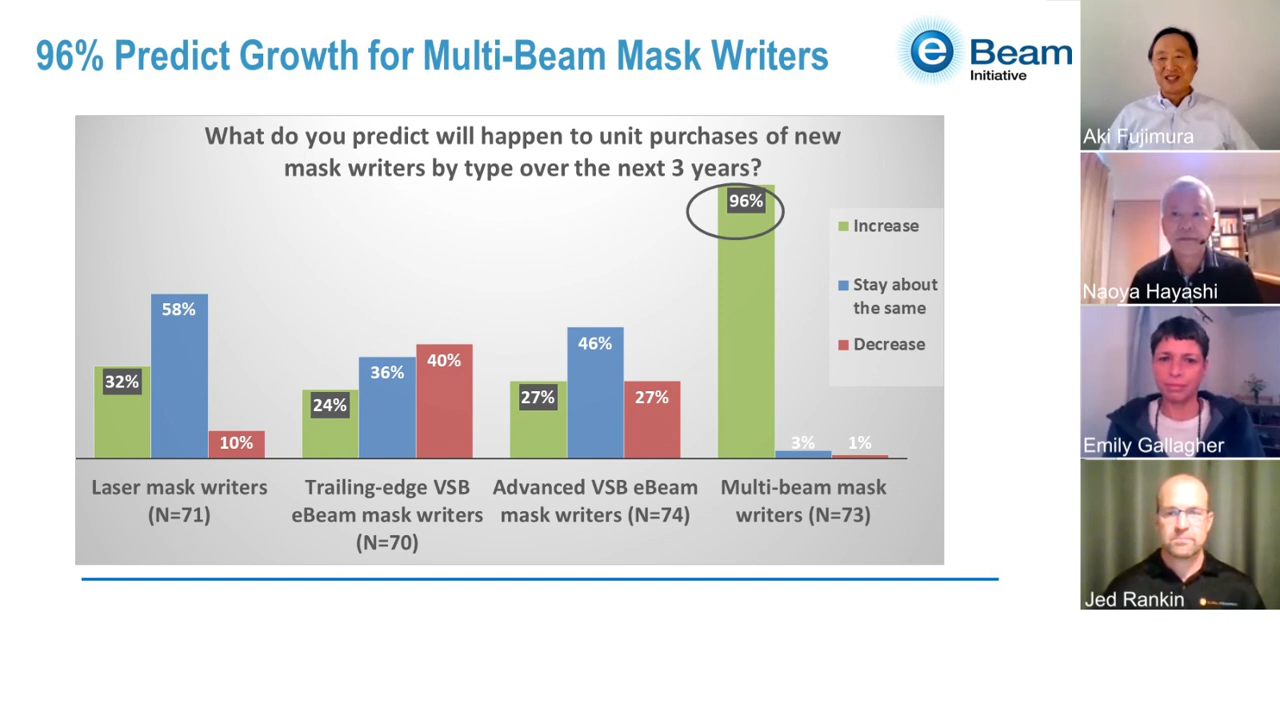 96% Predict Growth for Multi-Beam Mask Writers
e Beam
Initiative
What do you predict will happen to unit purchases of new
mask writers by type over the next 3 years?
96%
Increase
Stay about
the same
Decrease
58%
32%
10%
24%
36%
40%
27%
46%
27%
3%
1%
Laser mask writers
(N=71)
Trailing-edge VSB
eBeam mask writers
(N=70)
Advanced VSB eBeam
mask writers (N=74)
Multi-beam mask
writers (N=73)
Aki Fujimura
Naoya Hayashi
Emily Gallagher
Jed Rankin